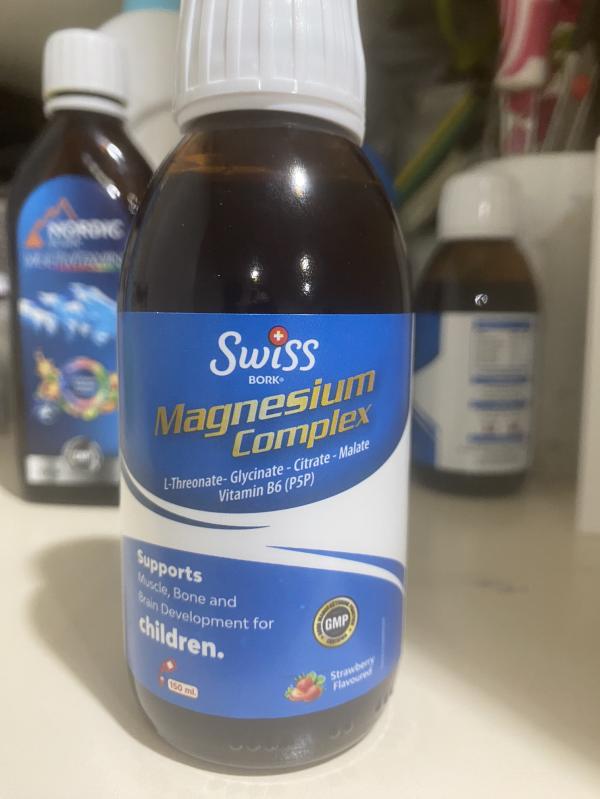 Swiss
BORK®
Magnesium
Complex
L-Threonate- Glycinate - Citrate - Malate
Vitamin B6 (P5P)
Supports
Muscle, Bone and
Brain Development for
children.
150 ml.
GMP
Strawberry
Flavoured
NORDIC